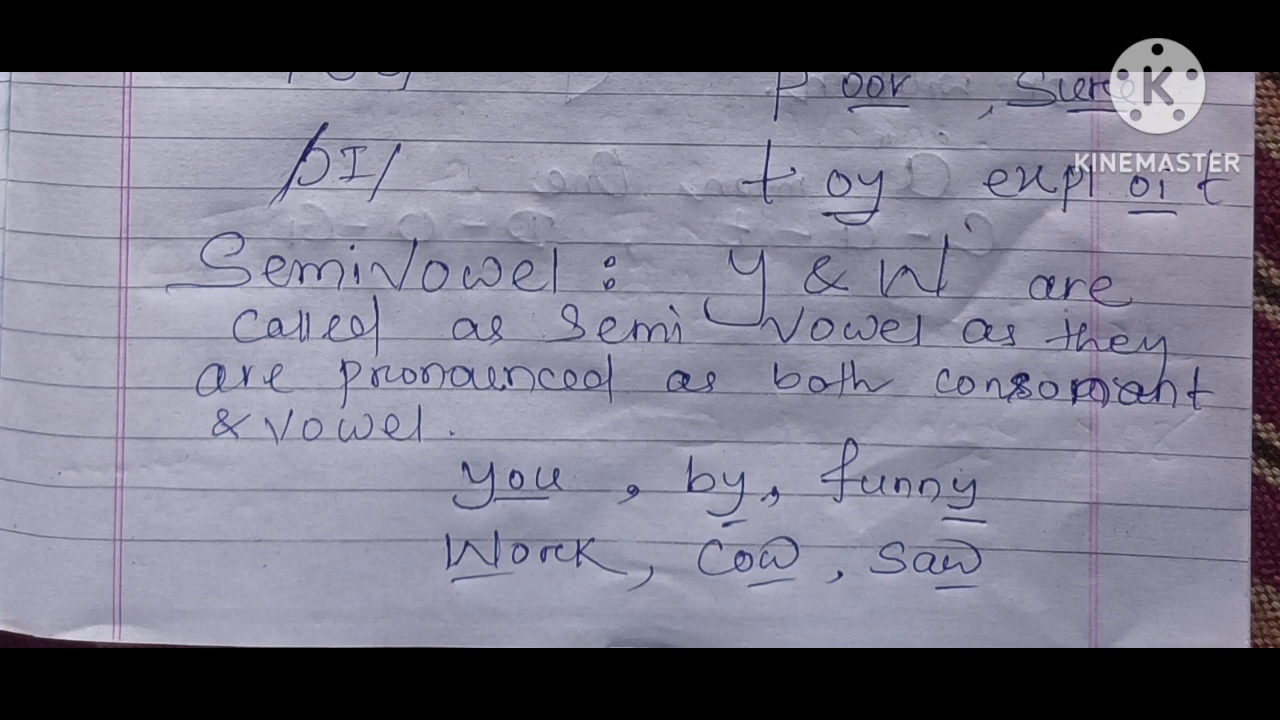 poor, Sure
K
KINEMASTER
/ɒI/ toy exploit
Semivowel: Y & W are
called as semi vowel as they
are pronounced as both consonant
& vowel.
you, by, funny
Work, Cow, Saw